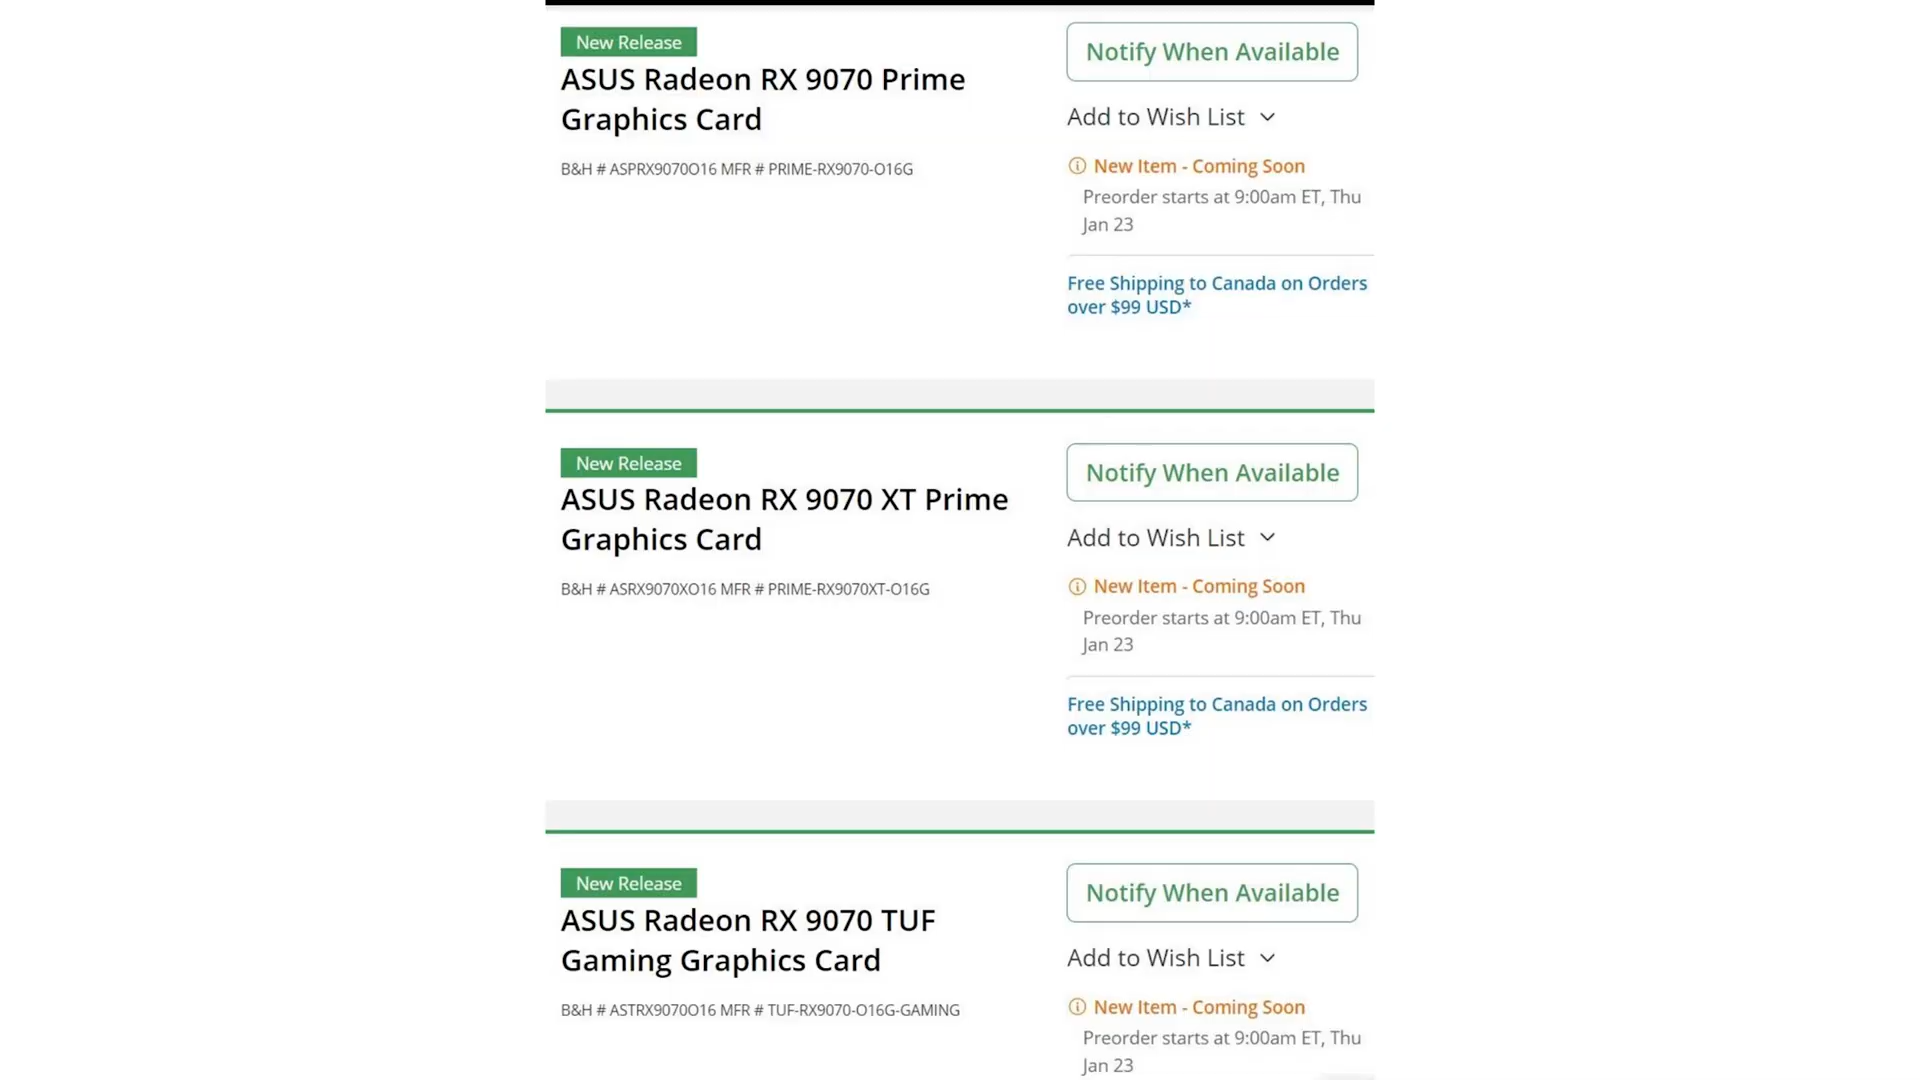 New Release
ASUS Radeon RX 9070 Prime
Graphics Card
B&H # ASPRX9070O16 MFR # PRIME-RX9070-O16G
Notify When Available
Add to Wish List
New Item - Coming Soon
Preorder starts at 9:00am ET, Thu
Jan 23
Free Shipping to Canada on Orders
over $99 USD*
New Release
ASUS Radeon RX 9070 XT Prime
Graphics Card
B&H # ASRX9070XO16 MFR # PRIME-RX9070XT-O16G
Notify When Available
Add to Wish List
New Item - Coming Soon
Preorder starts at 9:00am ET, Thu
Jan 23
Free Shipping to Canada on Orders
over $99 USD*
New Release
ASUS Radeon RX 9070 TUF
Gaming Graphics Card
B&H # ASTRX9070O16 MFR # TUF-RX9070-O16G-GAMING
Notify When Available
Add to Wish List
New Item - Coming Soon
Preorder starts at 9:00am ET, Thu
Jan 23